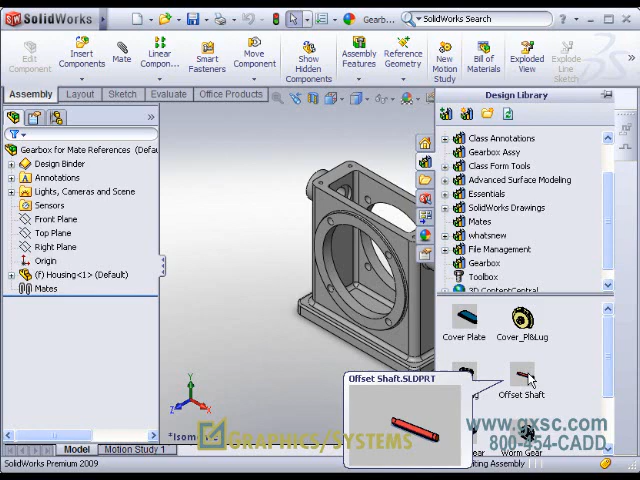 SolidWorks
Gearb...
SolidWorks Search
Edit Component
Insert Components
Mate
Linear Compon...
Smart Fasteners
Move Component
Show Hidden Components
Assembly Features
Reference Geometry
New Motion Study
Bill of Materials
Exploded View
Explode Line Sketch
Assembly
Layout
Sketch
Evaluate
Office Products
Design Library
Gearbox for Mate References (Defau
Design Binder
Annotations
Lights, Cameras and Scene
Sensors
Front Plane
Top Plane
Right Plane
Origin
(f) Housing<1> (Default)
Mates
Class Annotations
Gearbox Assy
Class Form Tools
Advanced Surface Modeling
Essentials
SolidWorks Drawings
Mates
whatsnew
File Management
Gearbox
Toolbox
3D ContentCentral
Cover Plate
Cover_Pl&Lug
Offset Shaft
Worm Gear
Offset Shaft.SLDPRT
Y
Z
X
*Isome
GRAPHICS/SYSTEMS
www.gxsc.com
800-454-CADD
Model
Motion Study 1
SolidWorks Premium 2009
iting Assembly